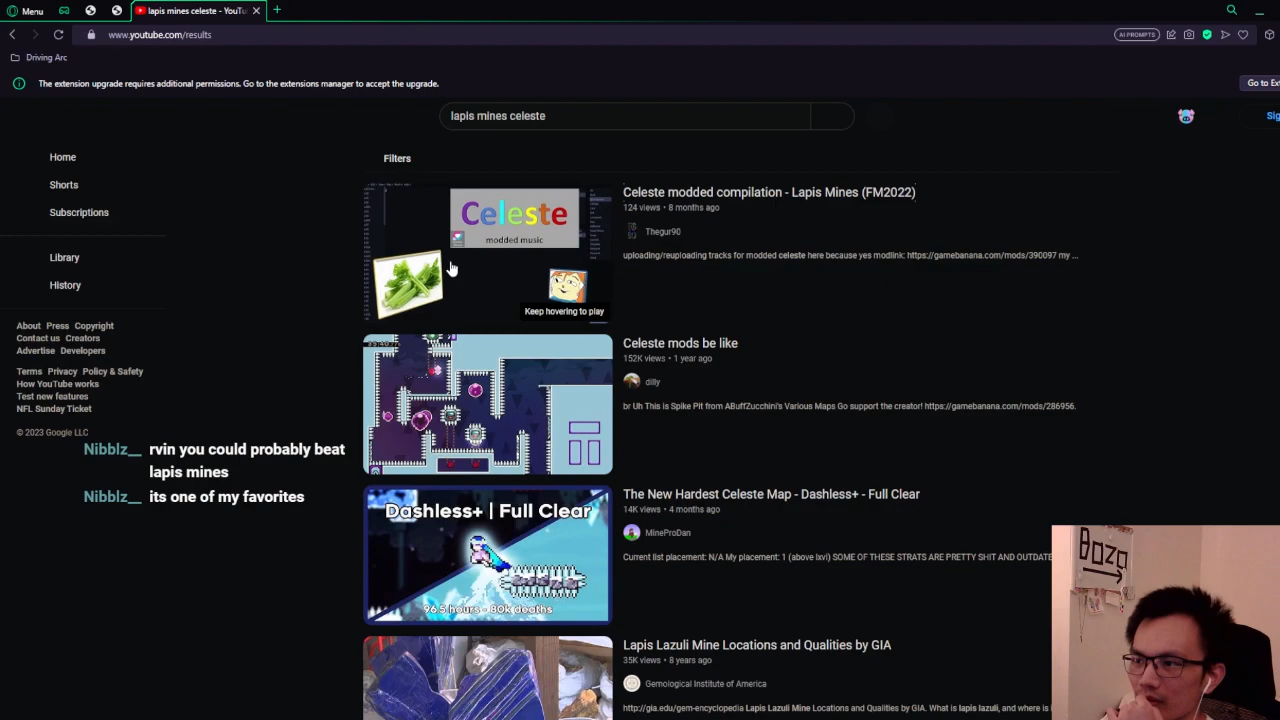 Menu
lapis mines celeste - YouTu
www.youtube.com/results
AI PROMPTS
Driving Arc
The extension upgrade requires additional permissions. Go to the extensions manager to accept the upgrade.
Go to Ex
lapis mines celeste
Sig
Home
Shorts
Subscriptions
Library
History
About Press Copyright
Contact us Creators
Advertise Developers
Terms Privacy Policy & Safety
How YouTube works
Test new features
NFL Sunday Ticket
© 2023 Google LLC
Nibblz__ rvin you could probably beat
lapis mines
Nibblz__ its one of my favorites
Filters
Celeste
modded music
Keep hovering to play
Celeste modded compilation - Lapis Mines (FM2022)
124 views • 8 months ago
Thegur90
uploading/reuploading tracks for modded celeste here because yes modlink: https://gamebanana.com/mods/390097 my ...
Celeste mods be like
152K views • 1 year ago
dilly
br Uh This is Spike Pit from ABuffZucchini's Various Maps Go support the creator! https://gamebanana.com/mods/286956.
Dashless+ | Full Clear
96.5 hours - 80k deaths
The New Hardest Celeste Map - Dashless+ - Full Clear
14K views • 4 months ago
MineProDan
Current list placement: N/A My placement: 1 (above lxvi) SOME OF THESE STRATS ARE PRETTY SHIT AND OUTDATE
Lapis Lazuli Mine Locations and Qualities by GIA
35K views • 8 years ago
Gemological Institute of America
http://gia.edu/gem-encyclopedia Lapis Lazuli Mine Locations and Qualities by GIA. What is lapis lazuli, and where is
Bozo